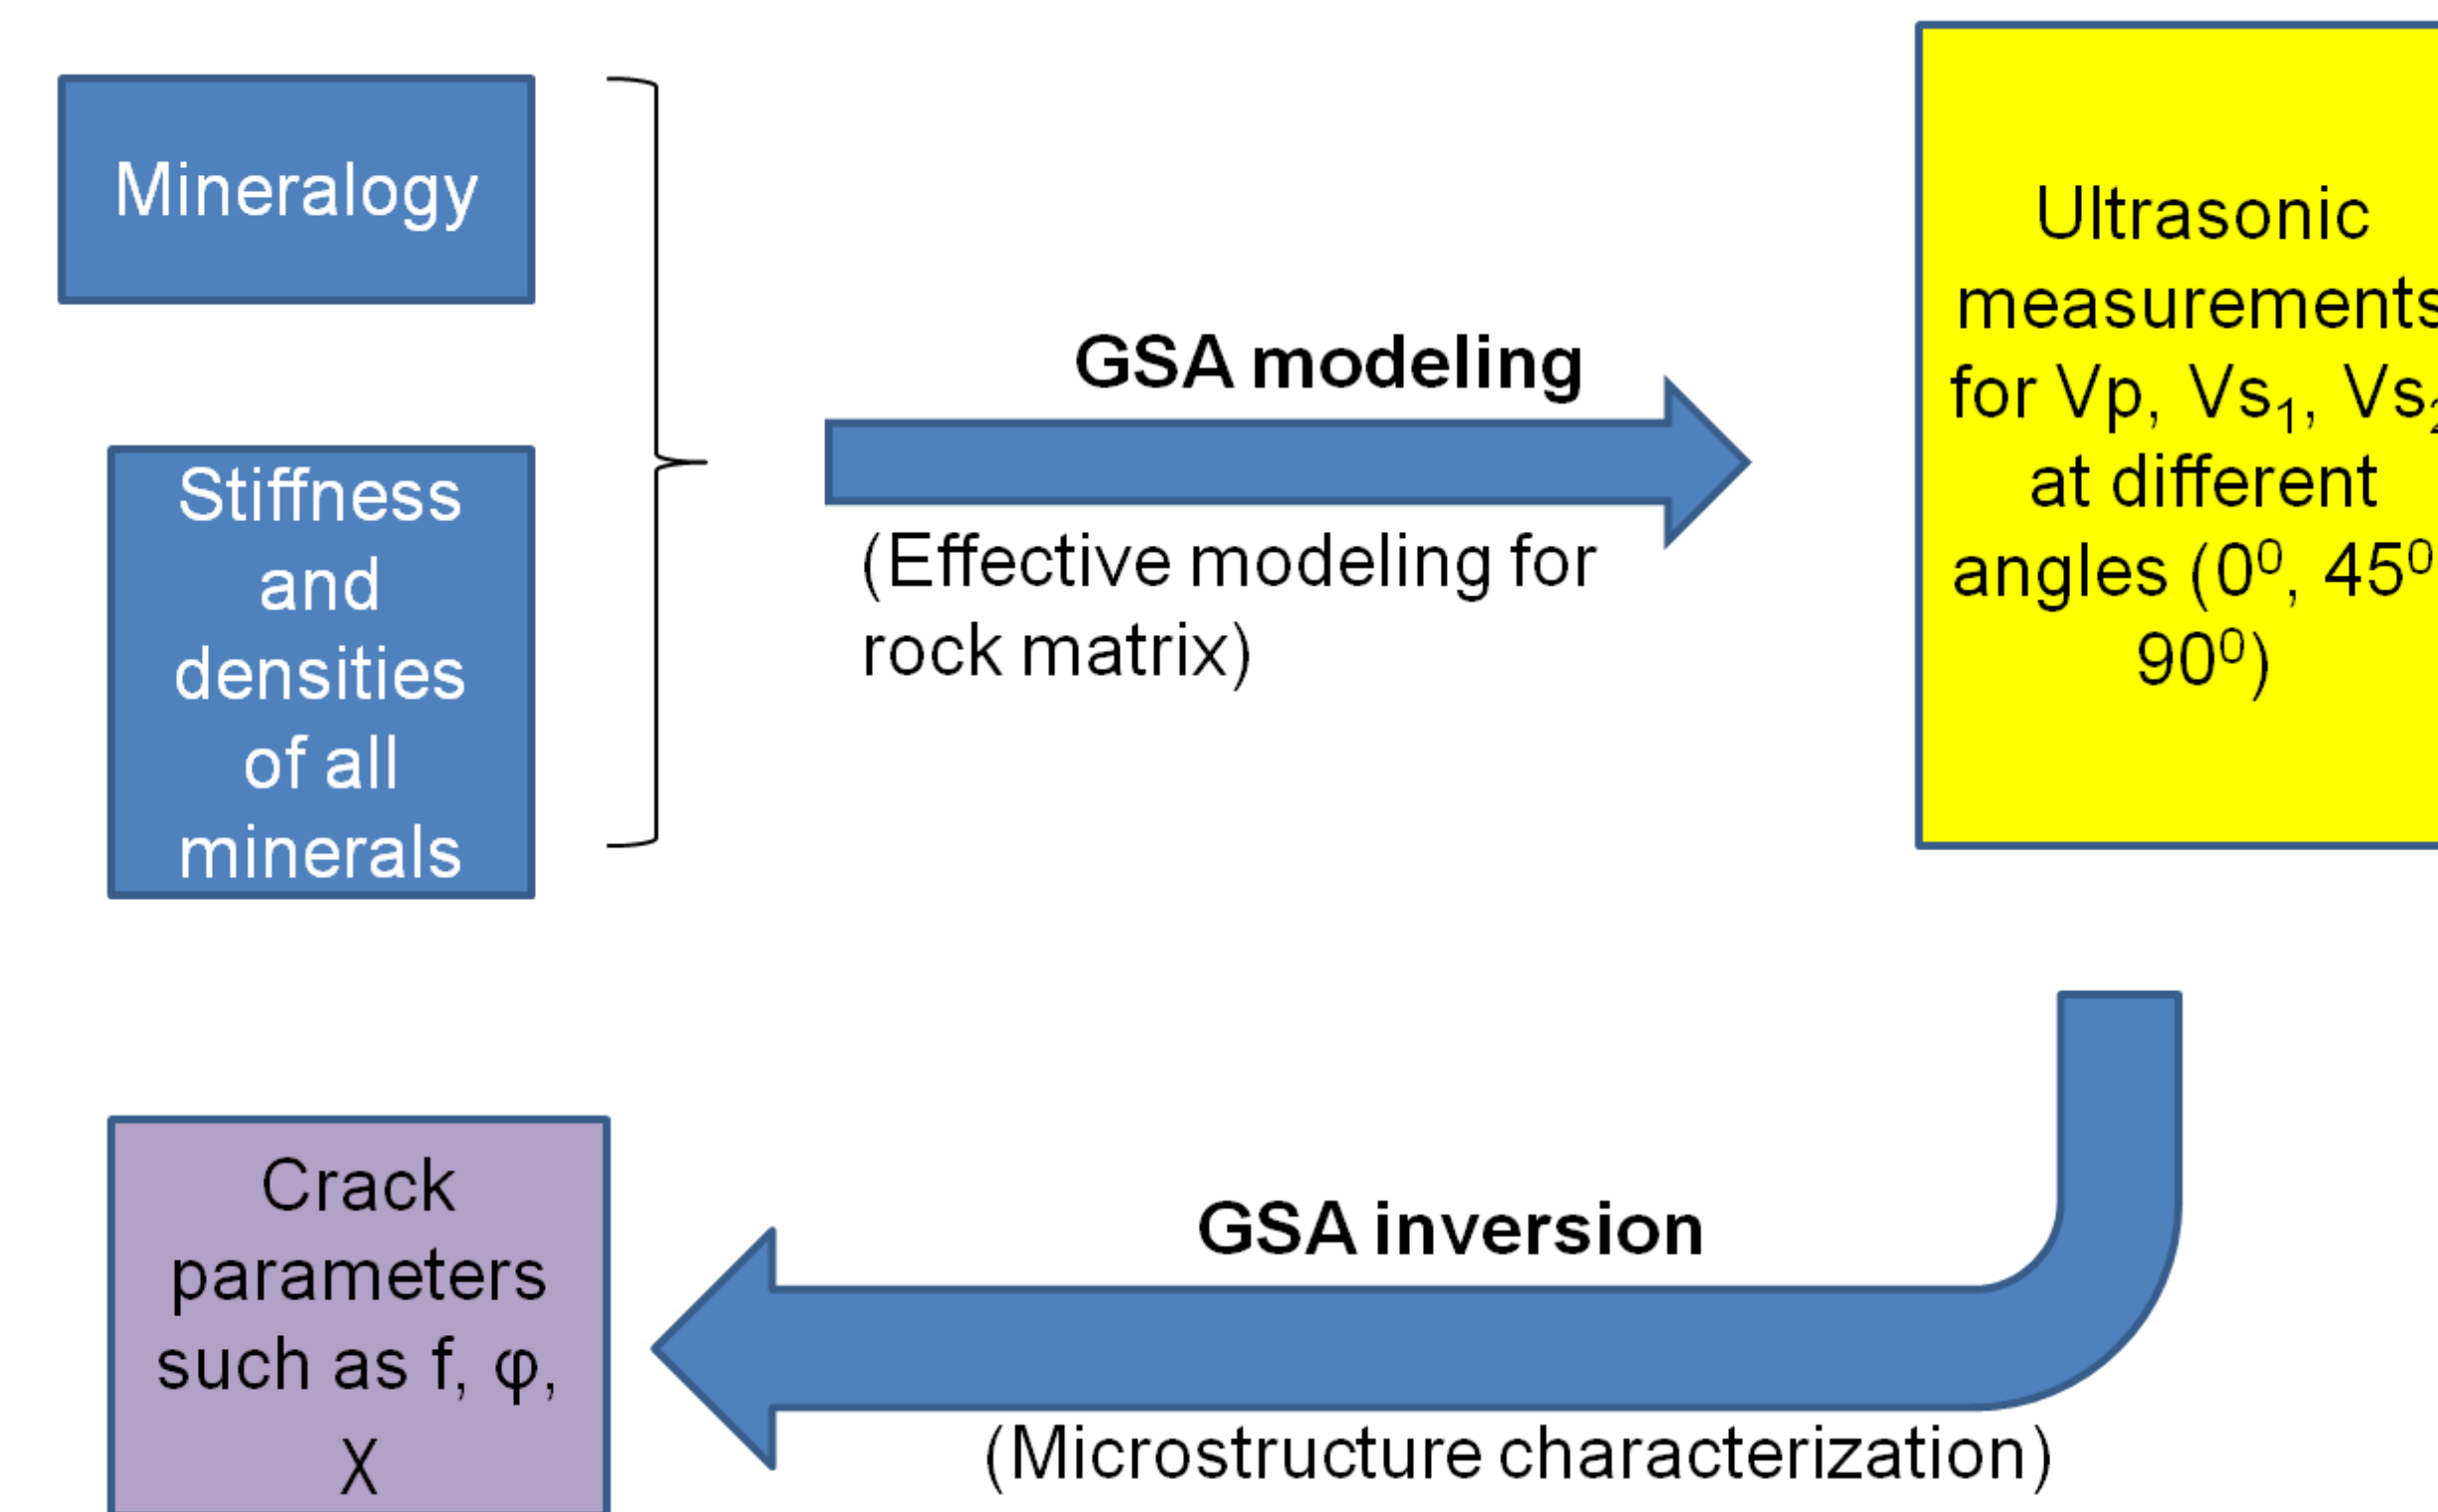 Mineralogy
Stiffness
and
densities
of all
minerals
GSA modeling
(Effective modeling for
rock matrix)
Ultrasonic
measurements
for Vp, Vs₁, Vs₂
at different
angles (0⁰, 45⁰
90⁰)
GSA inversion
(Microstructure characterization)
Crack
parameters
such as f, φ,
χ